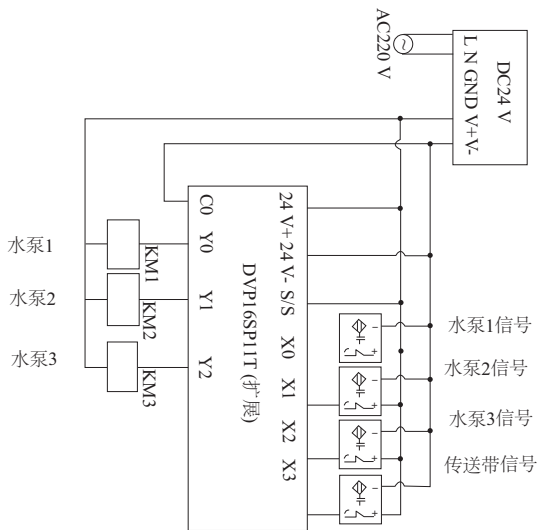 DC24 V
L N GND V+ V-
AC220 V
24 V+ 24 V- S/S X0 X1 X2 X3
DVP16SP11T (扩展)
C0 Y0 Y1 Y2
KM1
KM2
KM3
水泵1
水泵2
水泵3
- +
- +
- +
- +
水泵1信号
水泵2信号
水泵3信号
传送带信号